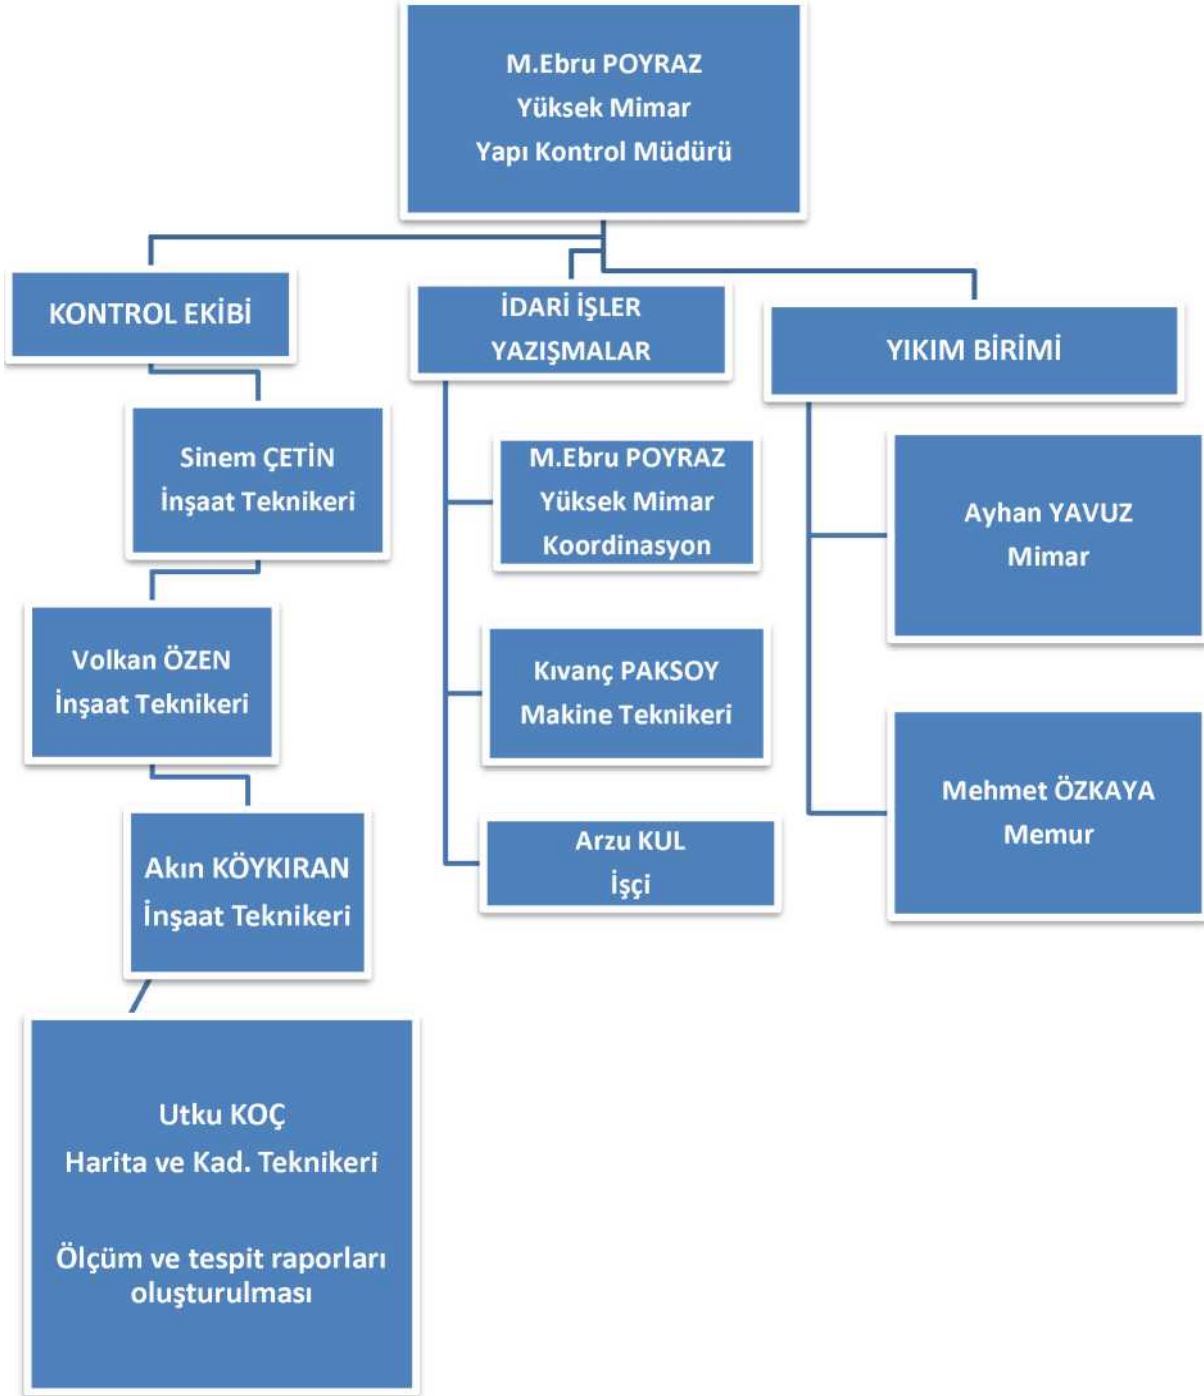 M.Ebru POYRAZ
Yüksek Mimar
Yapı Kontrol Müdürü
KONTROL EKİBİ
Sinem ÇETİN
İnşaat Teknikeri
Volkan ÖZEN
İnşaat Teknikeri
Akın KÖYKIRAN
İnşaat Teknikeri
Utku KOÇ
Harita ve Kad. Teknikeri
Ölçüm ve tespit raporları
oluşturulması
İDARİ İŞLER
YAZIŞMALAR
M.Ebru POYRAZ
Yüksek Mimar
Koordinasyon
Kıvanç PAKSOY
Makine Teknikeri
Arzu KUL
İşçi
YIKIM BİRİMİ
Ayhan YAVUZ
Mimar
Mehmet ÖZKAYA
Memur